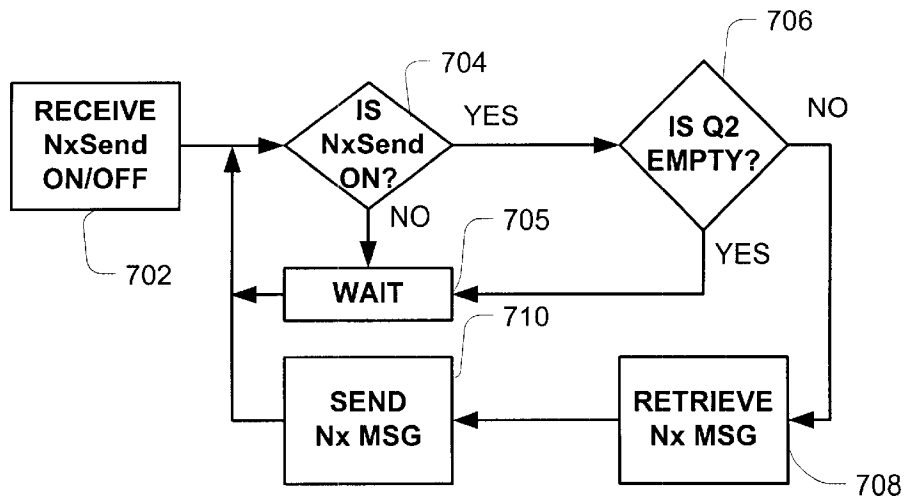 706
704
RECEIVE
NxSend
ON/OFF
IS
NxSend
ON?
YES
IS Q2
EMPTY?
NO
702
NO
705
YES
WAIT
710
SEND
Nx MSG
RETRIEVE
Nx MSG
708